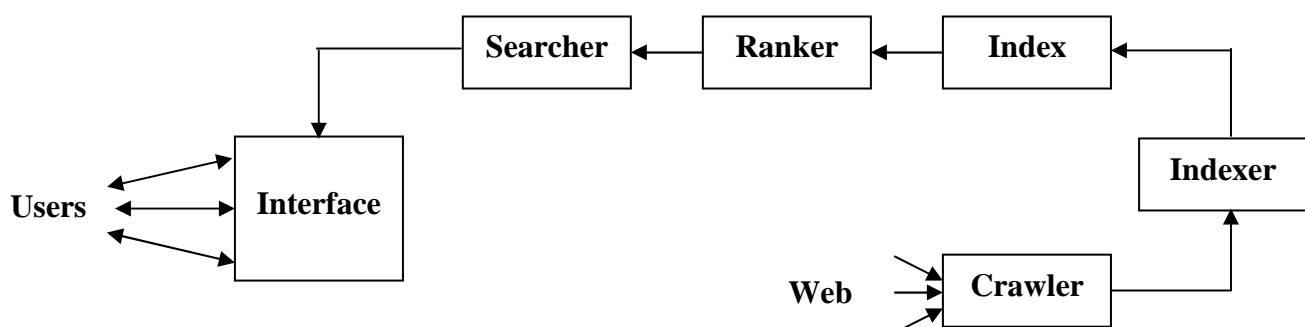 Searcher
Ranker
Index
Indexer
Users
Interface
Web
Crawler